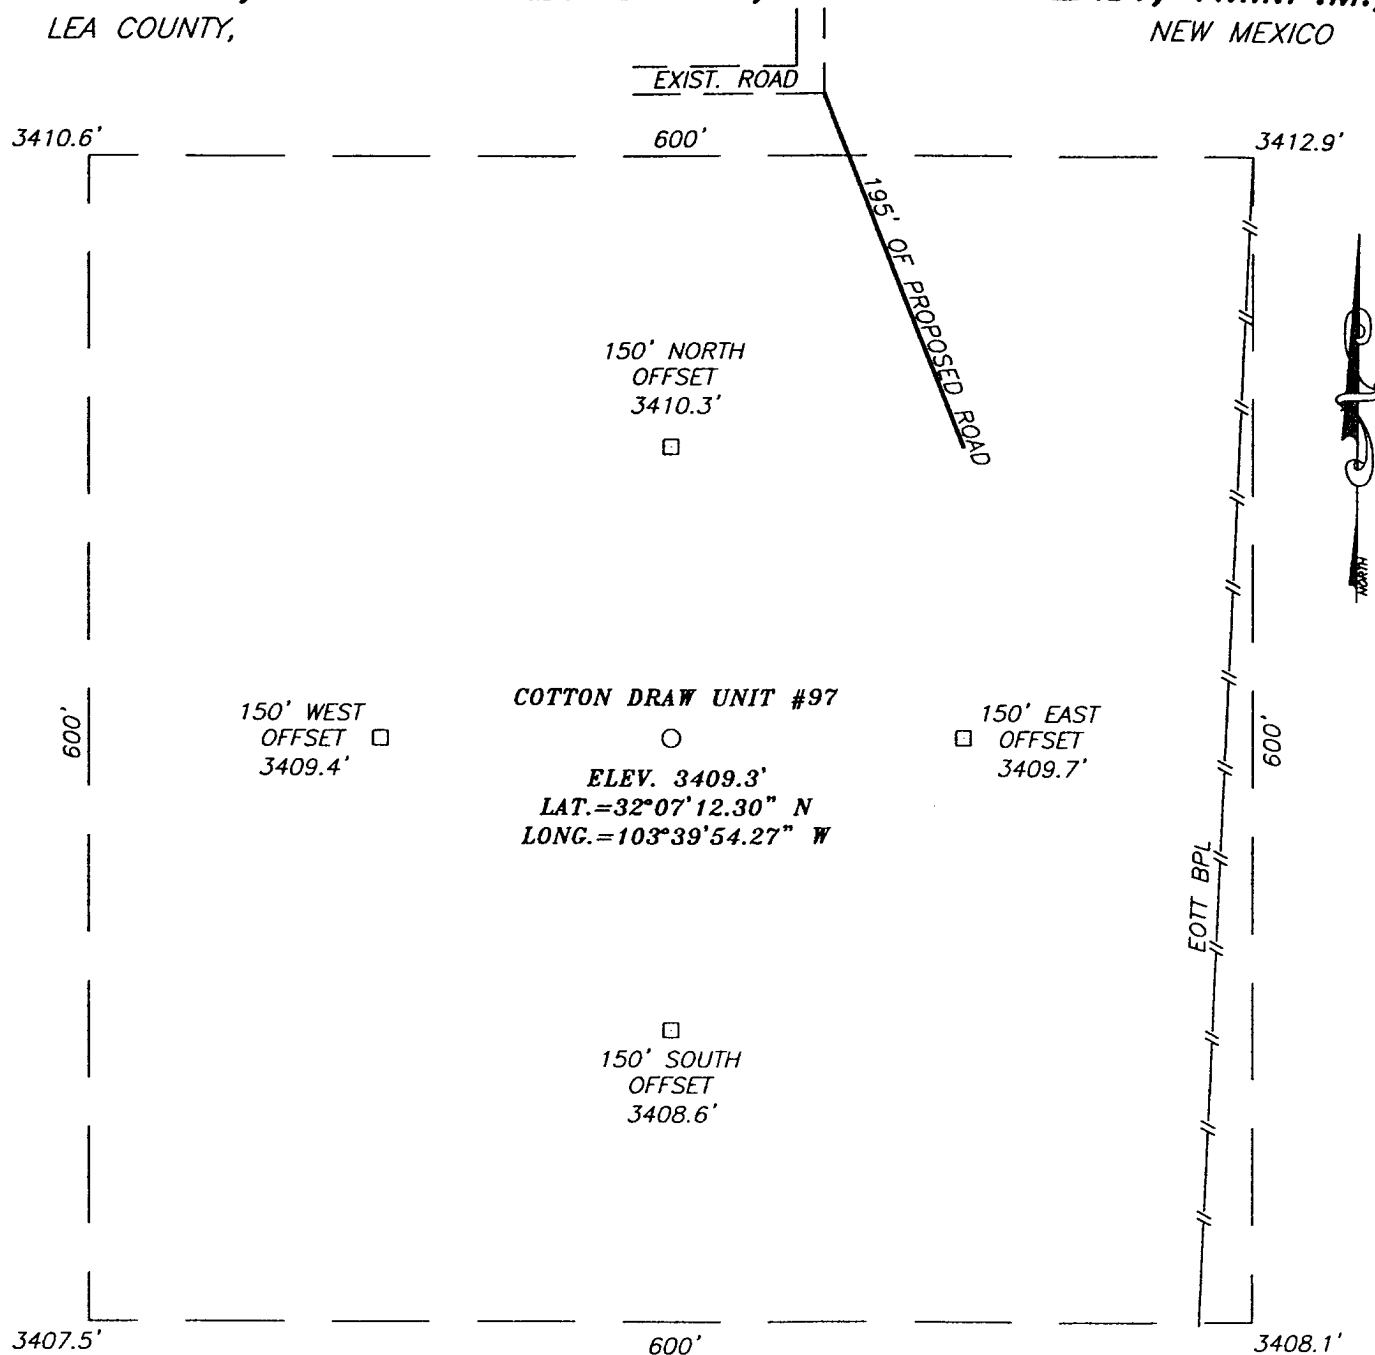 LEA COUNTY,
NEW MEXICO
EXIST. ROAD
3410.6'
600'
3412.9'
195' OF PROPOSED ROAD
150' NORTH
OFFSET
3410.3'
NORTH
COTTON DRAW UNIT #97
600'
150' WEST
OFFSET
3409.4'
150' EAST
OFFSET
3409.7'
600'
ELEV. 3409.3'
LAT.=32°07'12.30" N
LONG.=103°39'54.27" W
EOTT BPL
150' SOUTH
OFFSET
3408.6'
3407.5'
600'
3408.1'